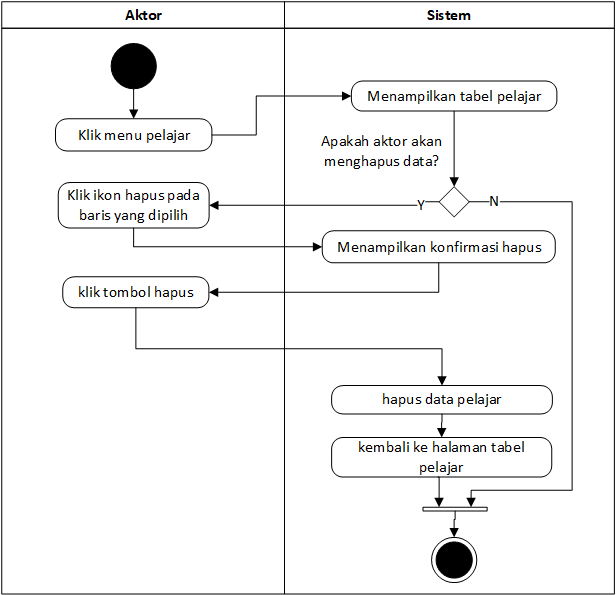 Aktor
Sistem
Menampilkan tabel pelajar
Klik menu pelajar
Apakah aktor akan
menghapus data?
Y
N
Klik ikon hapus pada
baris yang dipilih
Menampilkan konfirmasi hapus
klik tombol hapus
hapus data pelajar
kembali ke halaman tabel
pelajar